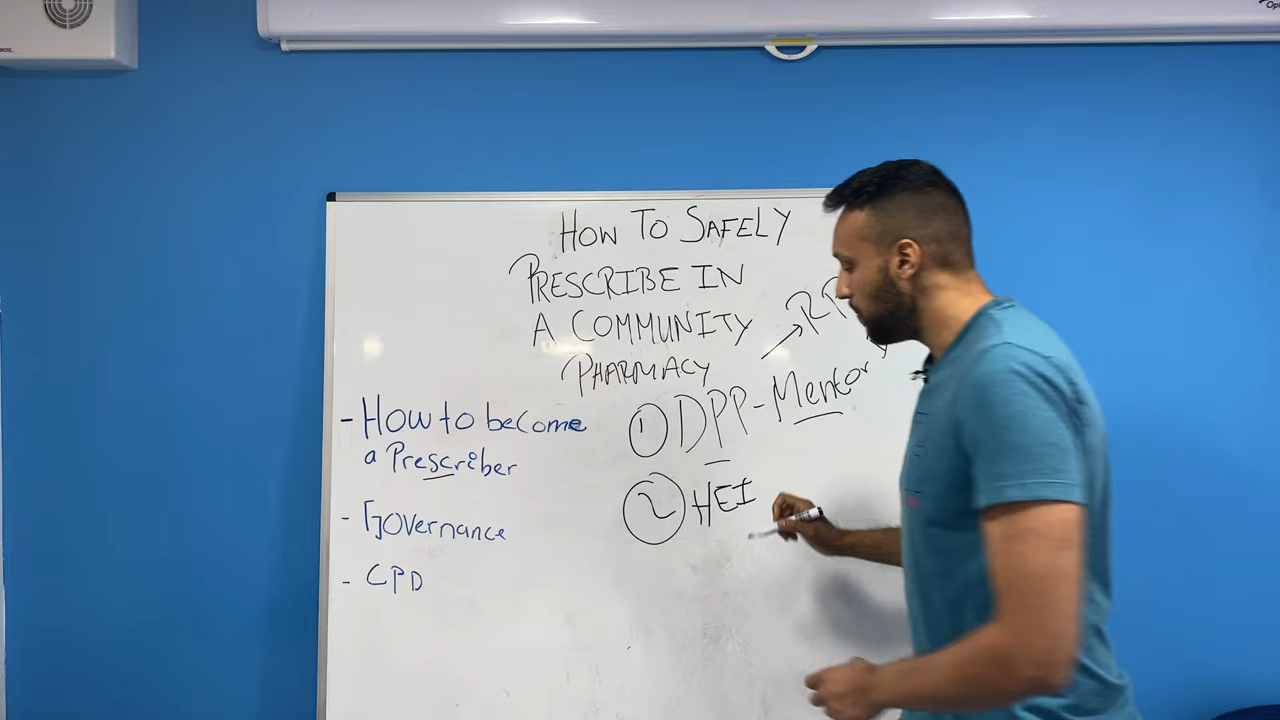 HOW TO SAFELY
PRESCRIBE IN
A COMMUNITY
PHARMACY
- How to become
a Prescriber
- Governance
- CPD
① DPP - Mentor
② HEI